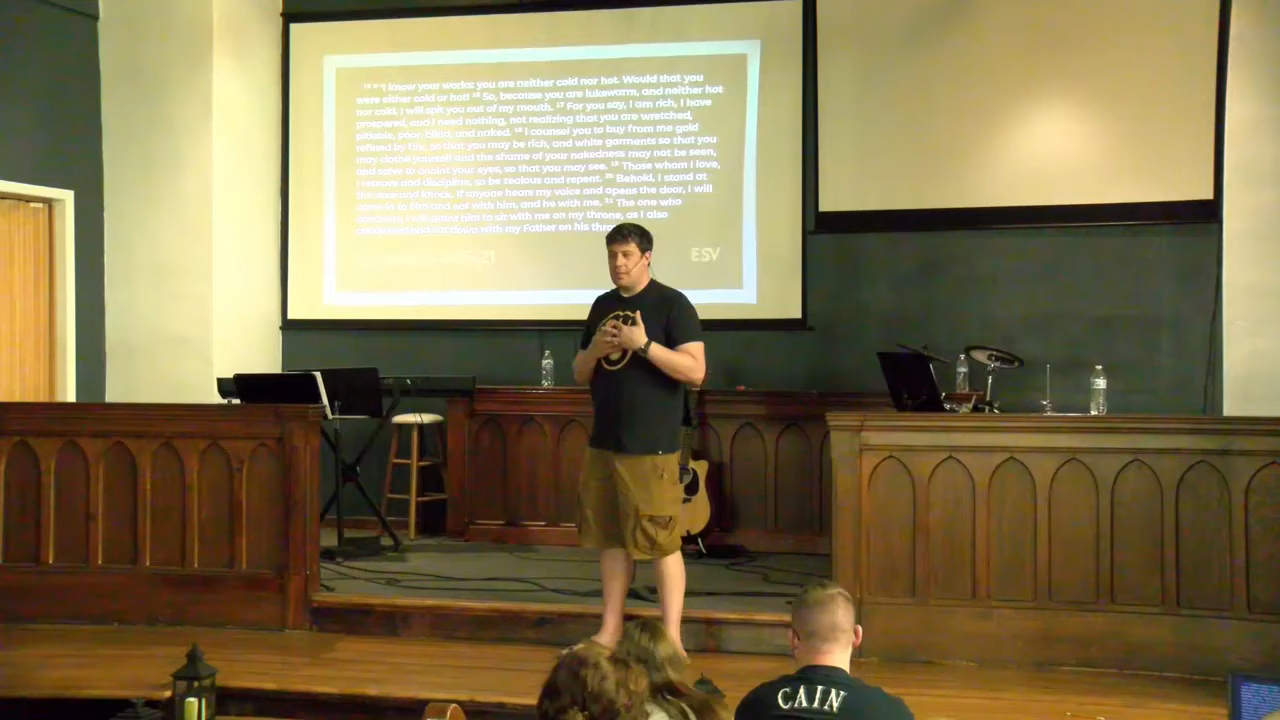 ¹⁵ “‘I know your works: you are neither cold nor hot. Would that you
were either cold or hot! ¹⁶ So, because you are lukewarm, and neither hot
nor cold, I will spit you out of my mouth. ¹⁷ For you say, I am rich, I have
prospered, and I need nothing, not realizing that you are wretched,
pitiable, poor, blind, and naked. ¹⁸ I counsel you to buy from me gold
refined by fire, so that you may be rich, and white garments so that you
may clothe yourself and the shame of your nakedness may not be seen,
and salve to anoint your eyes, so that you may see. ¹⁹ Those whom I love,
I reprove and discipline, so be zealous and repent. ²⁰ Behold, I stand at
the door and knock. If anyone hears my voice and opens the door, I will
come in to him and eat with him, and he with me. ²¹ The one who
conquers, I will grant him to sit with me on my throne, as I also
conquered and sat down with my Father on his
ESV
CAIN